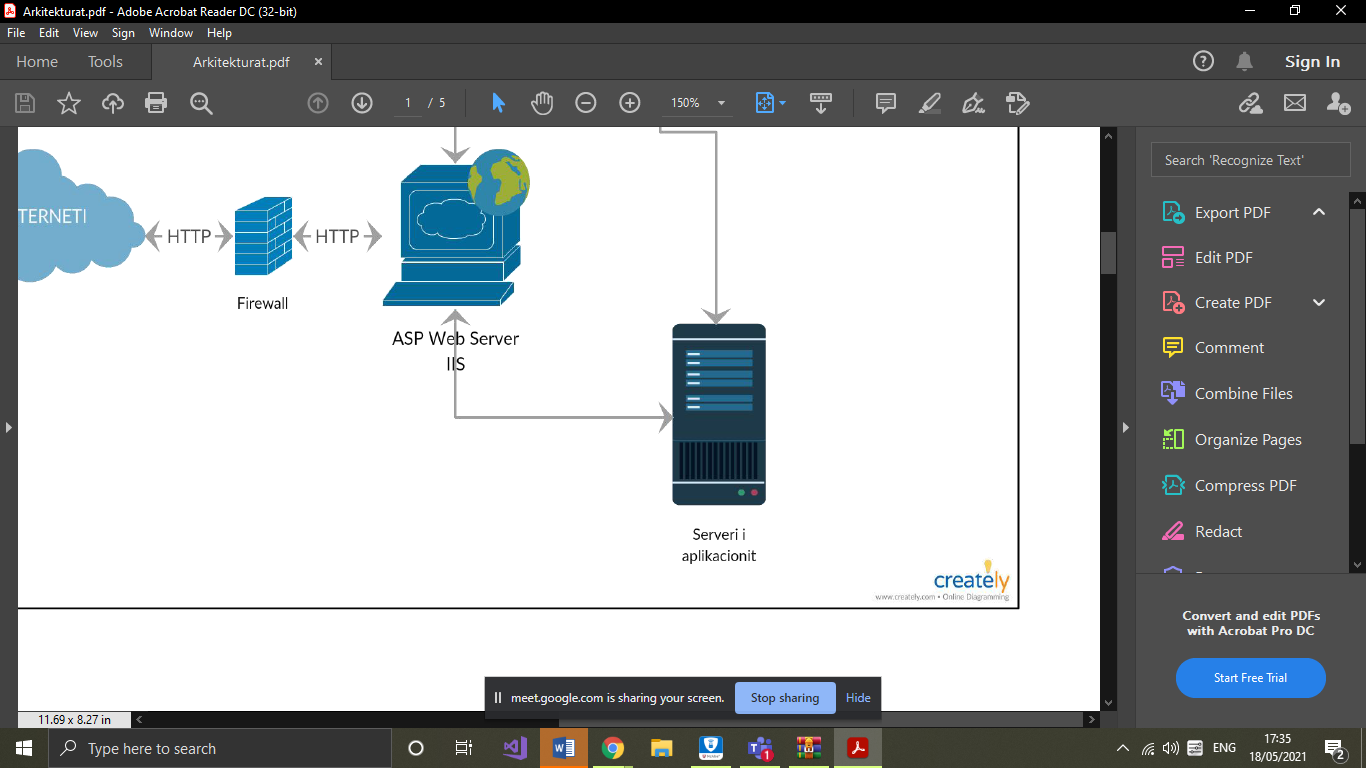 Arkitekturat.pdf - Adobe Acrobat Reader DC (32-bit)
File Edit View Sign Window Help
Home Tools Arkitekturat.pdf × Sign In
1 / 5 150%
TERNETI
HTTP
HTTP
Firewall
ASP Web Server
IIS
Serveri i
aplikacionit
creately
www.creately.com • Online Diagramming
11.69 x 8.27 in
Search 'Recognize Text'
Export PDF
Edit PDF
Create PDF
Comment
Combine Files
Organize Pages
Compress PDF
Redact
Convert and edit PDFs
with Acrobat Pro DC
Start Free Trial
meet.google.com is sharing your screen. Stop sharing Hide
Type here to search
1
ENG
17:35
18/05/2021
2